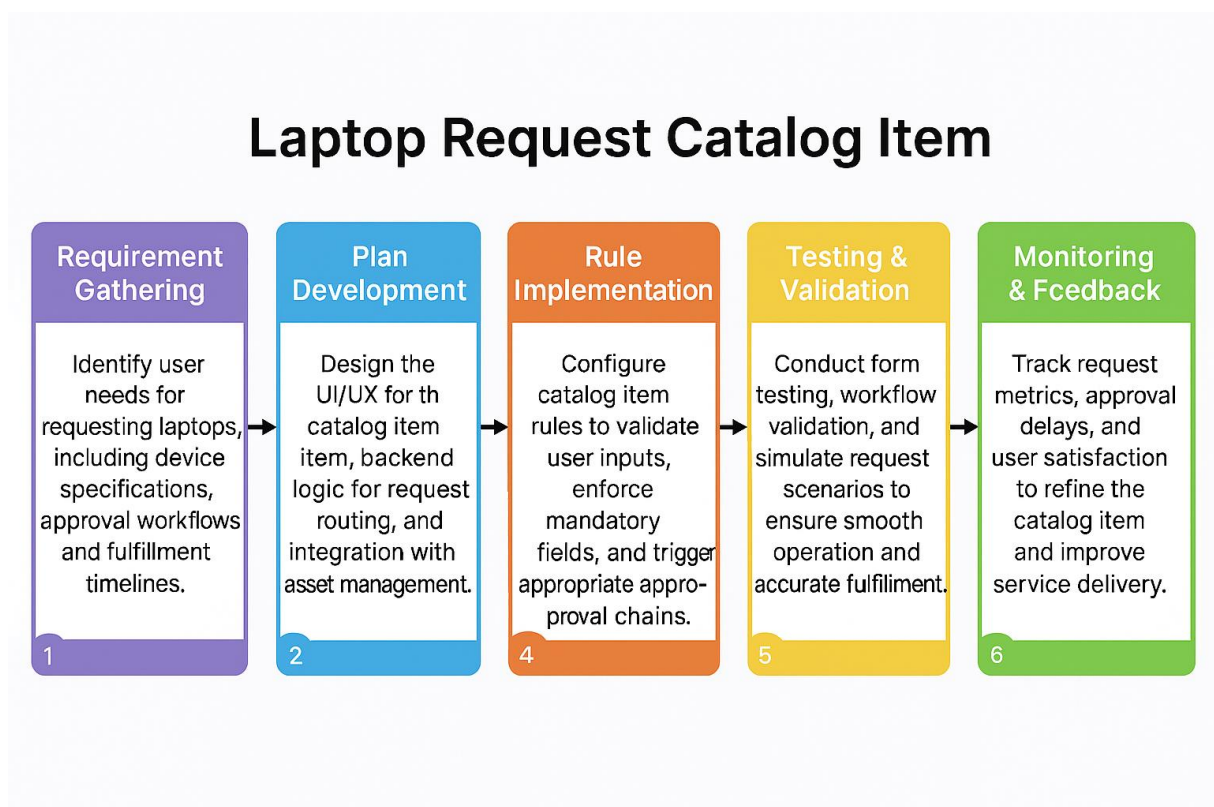 Laptop Request Catalog Item
Requirement
Gathering
Identify user
needs for
requesting laptops,
including device
specifications,
approval workflows
and fulfillment
timelines.
1
Plan
Development
Design the
UI/UX for th
catalog item
item, backend
logic for request
routing, and
integration with
asset management.
2
Rule
Implementation
Configure
catalog item
rules to validate
user inputs,
enforce
mandatory
fields, and trigger
appropriate appro-
proval chains.
4
Testing &
Validation
Conduct form
testing, workflow
validation, and
simulate request
scenarios to
ensure smooth
operation and
accurate fulfiliment.
5
Monitoring
& Fcedback
Track request
metrics, approval
delays, and
user satisfaction
to refine the
catalog item
and improve
service delivery.
6